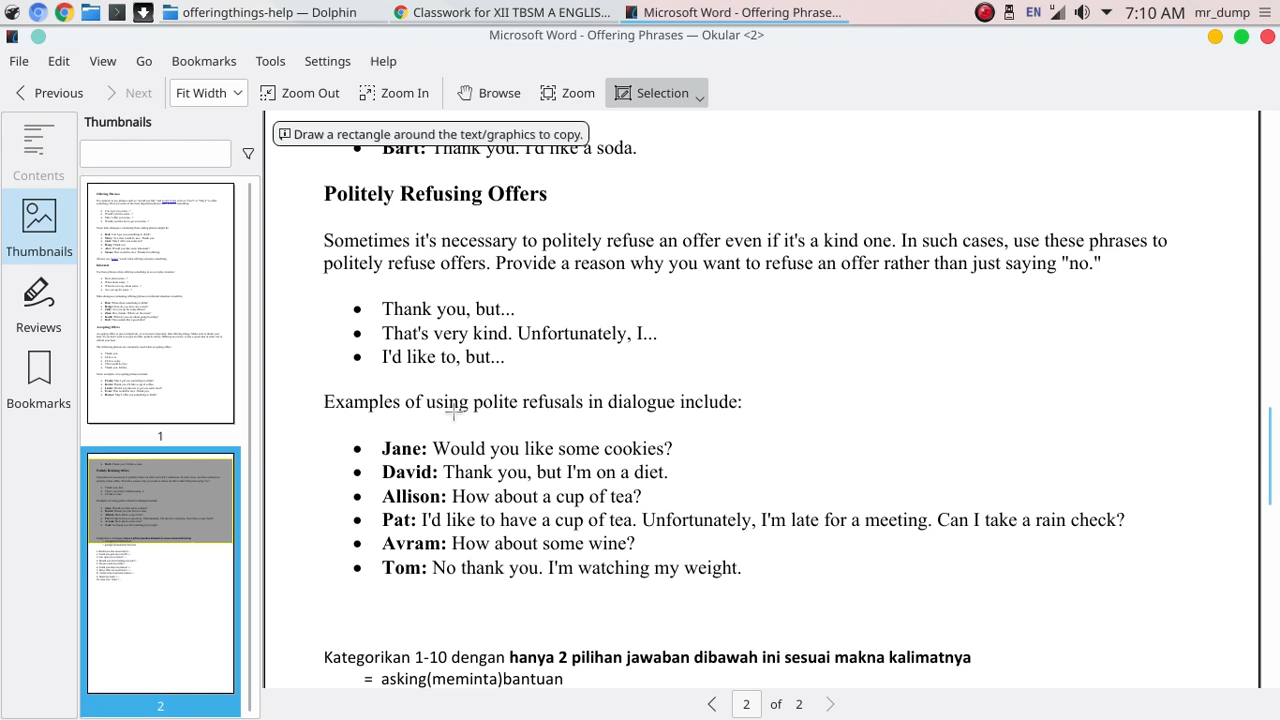 offeringthings-help — Dolphin
Classwork for XII TBSM A ENGLIS...
Microsoft Word - Offering Phrase...
EN
7:10 AM
mr_dump
Microsoft Word - Offering Phrases — Okular <2>
File Edit View Go Bookmarks Tools Settings Help
Previous Next Fit Width Zoom Out Zoom In Browse Zoom Selection
Contents
Thumbnails
Reviews
Bookmarks
Thumbnails
1
2
Draw a rectangle around the text/graphics to copy.
• Bart: Thank you. I'd like a soda.
Politely Refusing Offers
Sometimes it's necessary to politely refuse an offer even if it's a kind one. In such cases, use these phrases to
politely refuse offers. Provide a reason why you want to refuse an offer rather than just saying "no."
• Thank you, but...
• That's very kind. Unfortunately, I...
• I'd like to, but...
Examples of using polite refusals in dialogue include:
• Jane: Would you like some cookies?
• David: Thank you, but I'm on a diet.
• Allison: How about a cup of tea?
• Pat: I'd like to have a cup of tea. Unfortunately, I'm late for a meeting. Can I take a rain check?
• Avram: How about some wine?
• Tom: No thank you. I'm watching my weight.
Kategorikan 1-10 dengan hanya 2 pilihan jawaban dibawah ini sesuai makna kalimatnya
= asking(meminta)bantuan
2 of 2